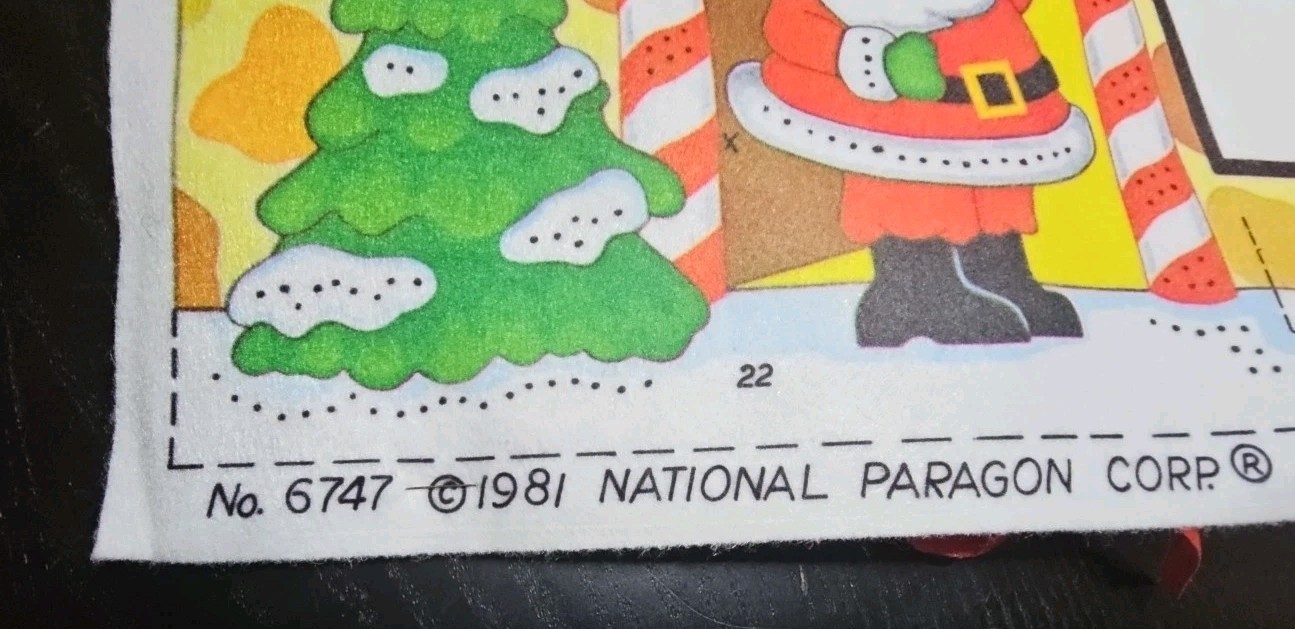 x
22
No. 6747 ©1981 NATIONAL PARAGON CORP.®